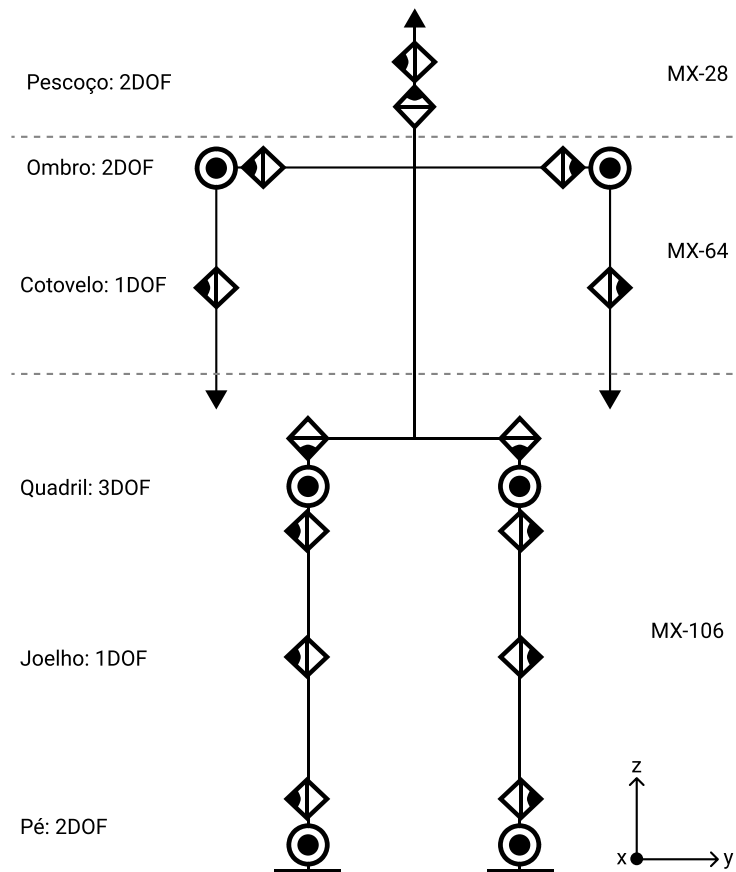 Pescoço: 2DOF
MX-28
Ombro: 2DOF
MX-64
Cotovelo: 1DOF
Quadril: 3DOF
MX-106
Joelho: 1DOF
z
Pé: 2DOF
x
y